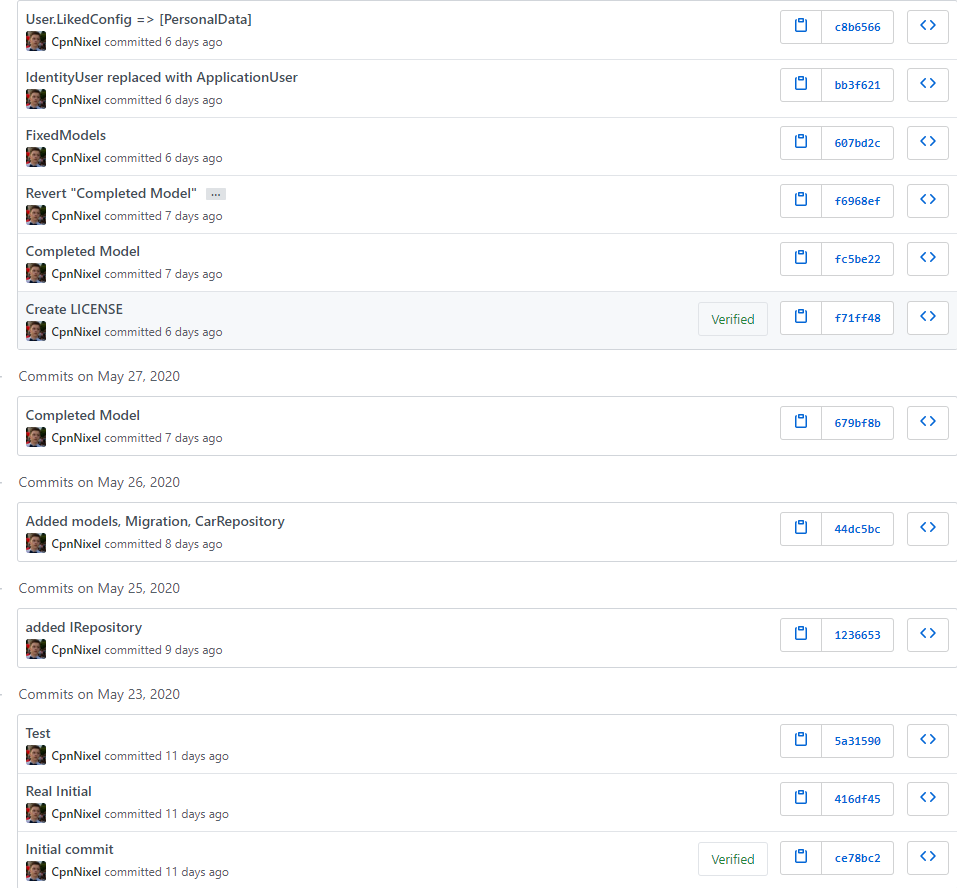 User.LikedConfig => [PersonalData]
CpnNixel committed 6 days ago
c8b6566
IdentityUser replaced with ApplicationUser
CpnNixel committed 6 days ago
bb3f621
FixedModels
CpnNixel committed 6 days ago
607bd2c
Revert "Completed Model" ...
CpnNixel committed 7 days ago
f6968ef
Completed Model
CpnNixel committed 7 days ago
fc5be22
Create LICENSE
CpnNixel committed 6 days ago
Verified
f71ff48
Commits on May 27, 2020
Completed Model
CpnNixel committed 7 days ago
679bf8b
Commits on May 26, 2020
Added models, Migration, CarRepository
CpnNixel committed 8 days ago
44dc5bc
Commits on May 25, 2020
added IRepository
CpnNixel committed 9 days ago
1236653
Commits on May 23, 2020
Test
CpnNixel committed 11 days ago
5a31590
Real Initial
CpnNixel committed 11 days ago
416df45
Initial commit
CpnNixel committed 11 days ago
Verified
ce78bc2